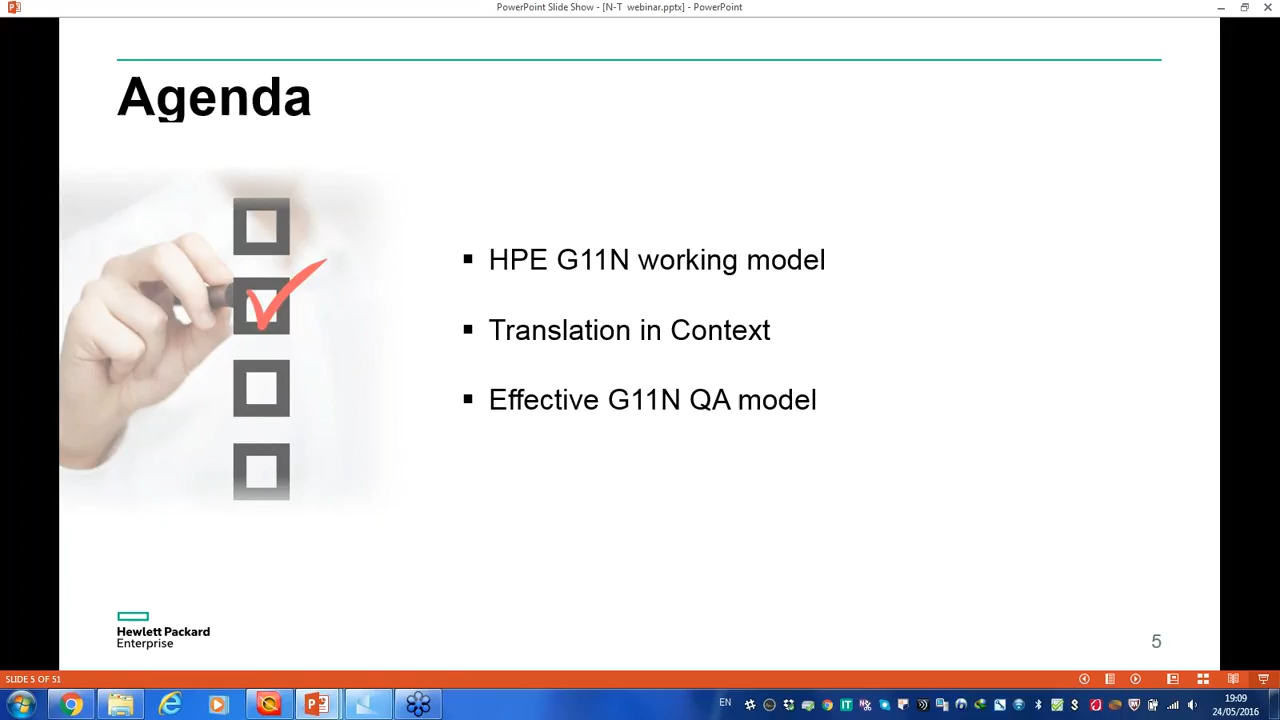 PowerPoint Slide Show - [N-T webinar.pptx] - PowerPoint
Agenda
▪ HPE G11N working model
▪ Translation in Context
▪ Effective G11N QA model
Hewlett Packard
Enterprise
5
SLIDE 5 OF 51
EN
19:09
24/05/2016